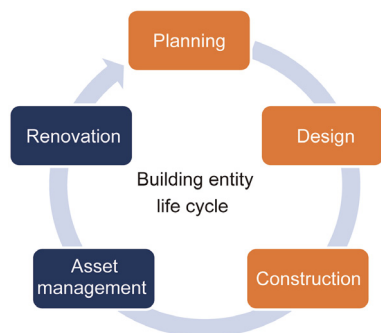 Planning
Design
Construction
Asset
management
Renovation
Building entity
life cycle